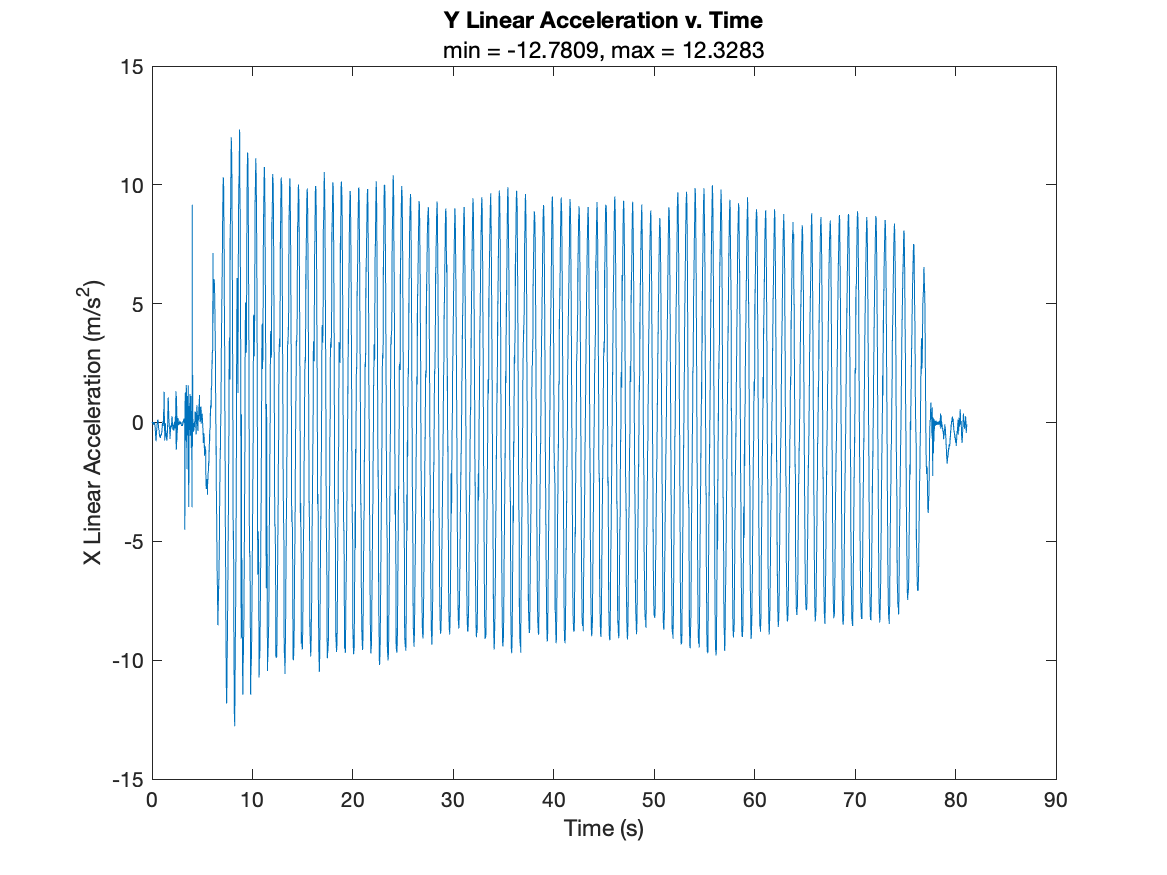 Y Linear Acceleration v. Time
min = -12.7809, max = 12.3283
15
10
5
0
-5
-10
-15
X Linear Acceleration (m/s²)
0 10 20 30 40 50 60 70 80 90
Time (s)